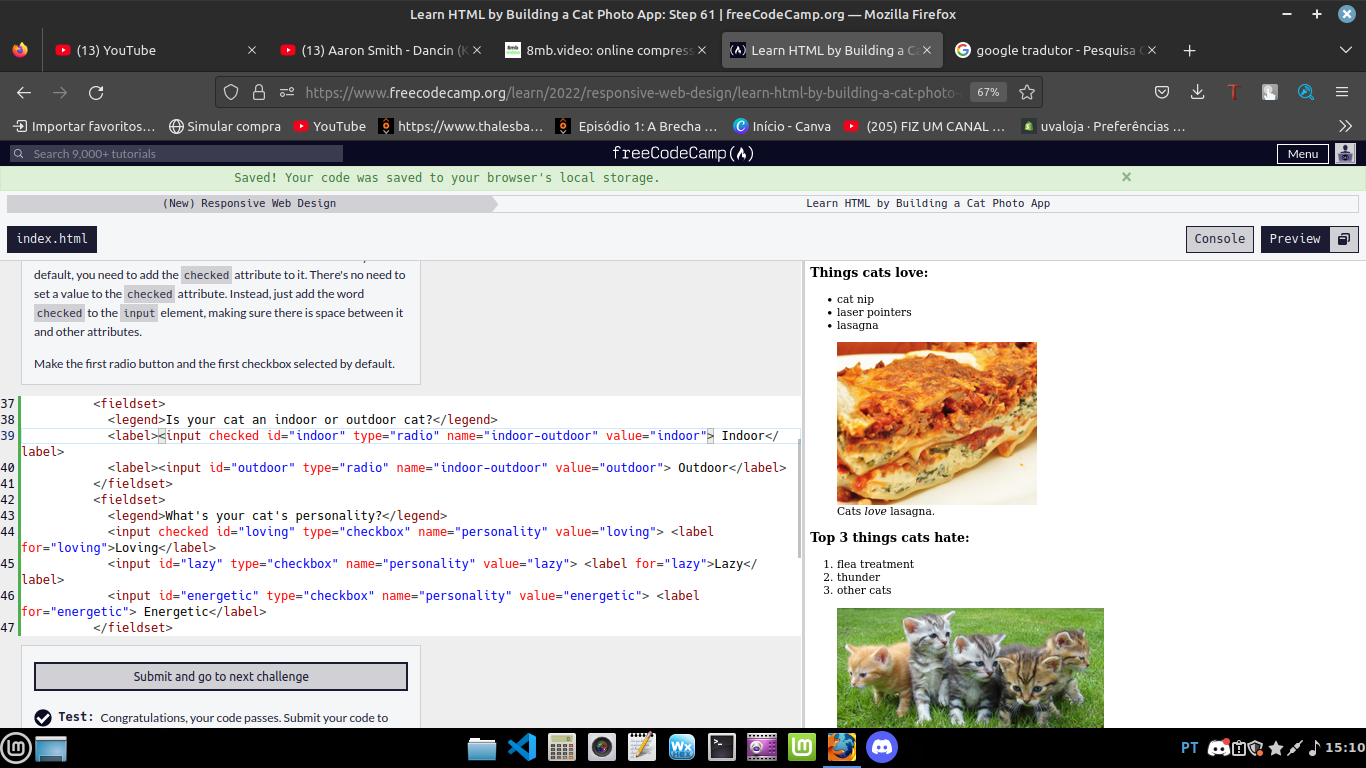 Learn HTML by Building a Cat Photo App: Step 61 | freeCodeCamp.org — Mozilla Firefox
(13) YouTube
(13) Aaron Smith - Dancin (K
8mb.video: online compress
Learn HTML by Building a C
google tradutor - Pesquisa
https://www.freecodecamp.org/learn/2022/responsive-web-design/learn-html-by-building-a-cat-photo-
67%
Importar favoritos…
Simular compra
YouTube
https://www.thalesba…
Episódio 1: A Brecha …
Início - Canva
(205) FIZ UM CANAL …
uvaloja · Preferências …
Search 9,000+ tutorials
freeCodeCamp
Menu
Saved! Your code was saved to your browser's local storage.
(New) Responsive Web Design
Learn HTML by Building a Cat Photo App
index.html
Console
Preview
default, you need to add the checked attribute to it. There's no need to
set a value to the checked attribute. Instead, just add the word
checked to the input element, making sure there is space between it
and other attributes.
Make the first radio button and the first checkbox selected by default.
37 <fieldset>
38 <legend>Is your cat an indoor or outdoor cat?</legend>
39 <label><input checked id="indoor" type="radio" name="indoor-outdoor" value="indoor"> Indoor</
label>
40 <label><input id="outdoor" type="radio" name="indoor-outdoor" value="outdoor"> Outdoor</label>
41 </fieldset>
42 <fieldset>
43 <legend>What's your cat's personality?</legend>
44 <input checked id="loving" type="checkbox" name="personality" value="loving"> <label
for="loving">Loving</label>
45 <input id="lazy" type="checkbox" name="personality" value="lazy"> <label for="lazy">Lazy</
label>
46 <input id="energetic" type="checkbox" name="personality" value="energetic"> <label
for="energetic"> Energetic</label>
47 </fieldset>
Submit and go to next challenge
Test: Congratulations, your code passes. Submit your code to
Things cats love:
• cat nip
• laser pointers
• lasagna
Cats love lasagna.
Top 3 things cats hate:
1. flea treatment
2. thunder
3. other cats
PT
15:10